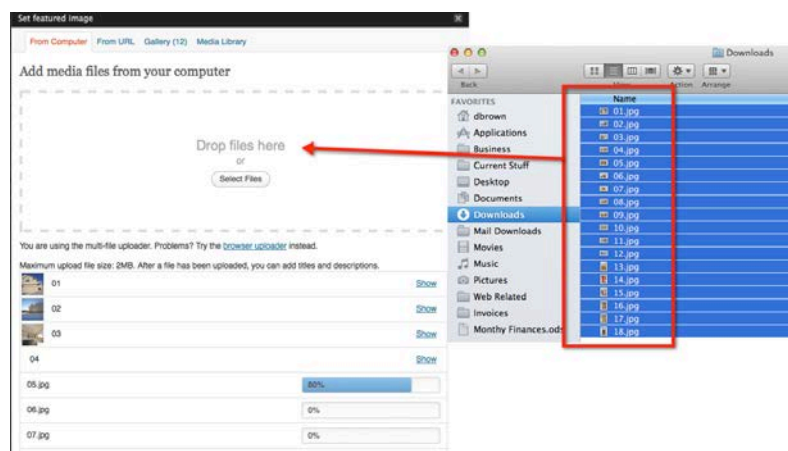 Set featured image
From Computer From URL Gallery (12) Media Library
Add media files from your computer
Drop files here
or
Select Files
You are using the multi-file uploader. Problems? Try the browser uploader instead.
Maximum upload file size: 2MB. After a file has been uploaded, you can add titles and descriptions.
01 Show
02 Show
03 Show
04 Show
05.jpg 80%
06.jpg 0%
07.jpg 0%
Downloads
Back View Action Arrange
FAVORITES
dbrown
Applications
Business
Current Stuff
Desktop
Documents
Downloads
Mail Downloads
Movies
Music
Pictures
Web Related
Invoices
Monthy Finances.ods
Name
01.jpg
02.jpg
03.jpg
04.jpg
05.jpg
06.jpg
07.jpg
08.jpg
09.jpg
10.jpg
11.jpg
12.jpg
13.jpg
14.jpg
15.jpg
16.jpg
17.jpg
18.jpg